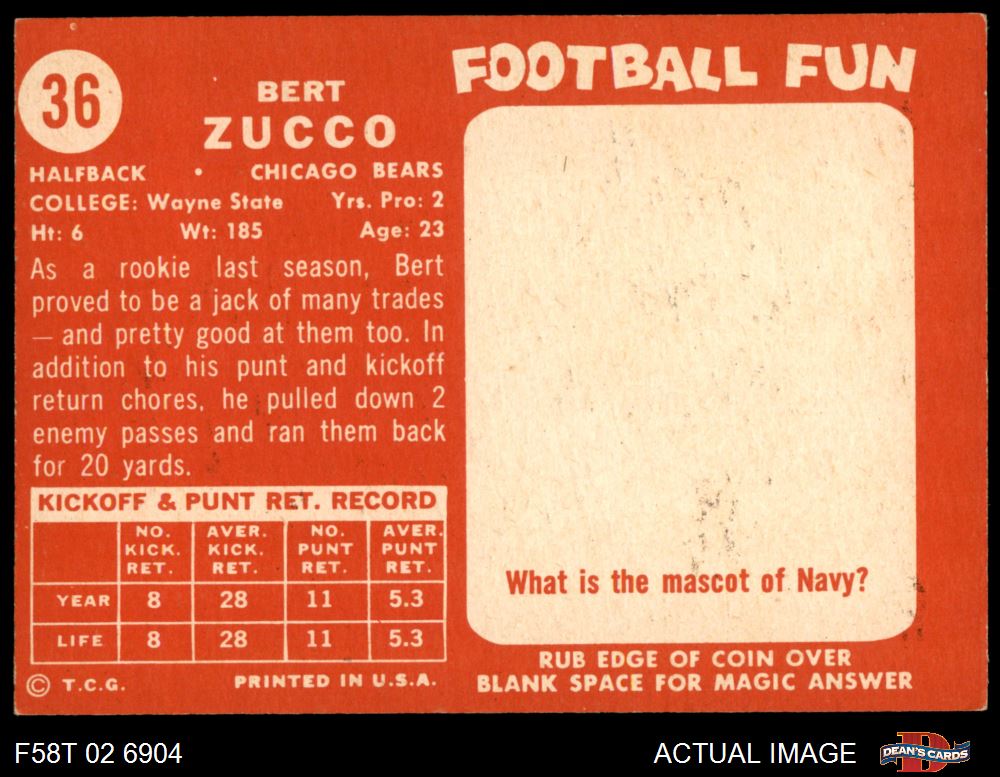 36
BERT
ZUCCO
HALFBACK • CHICAGO BEARS
COLLEGE: Wayne State Yrs. Pro: 2
Ht: 6 Wt: 185 Age: 23
As a rookie last season, Bert
proved to be a jack of many trades
— and pretty good at them too. In
addition to his punt and kickoff
return chores, he pulled down 2
enemy passes and ran them back
for 20 yards.
KICKOFF & PUNT RET. RECORD
NO. AVER. NO. AVER.
KICK. KICK. PUNT PUNT
RET. RET. RET. RET.
YEAR 8 28 11 5.3
LIFE 8 28 11 5.3
© T.C.G. PRINTED IN U.S.A.
FOOTBALL FUN
What is the mascot of Navy?
RUB EDGE OF COIN OVER
BLANK SPACE FOR MAGIC ANSWER
F58T 02 6904 ACTUAL IMAGE D DEAN'S CARDS